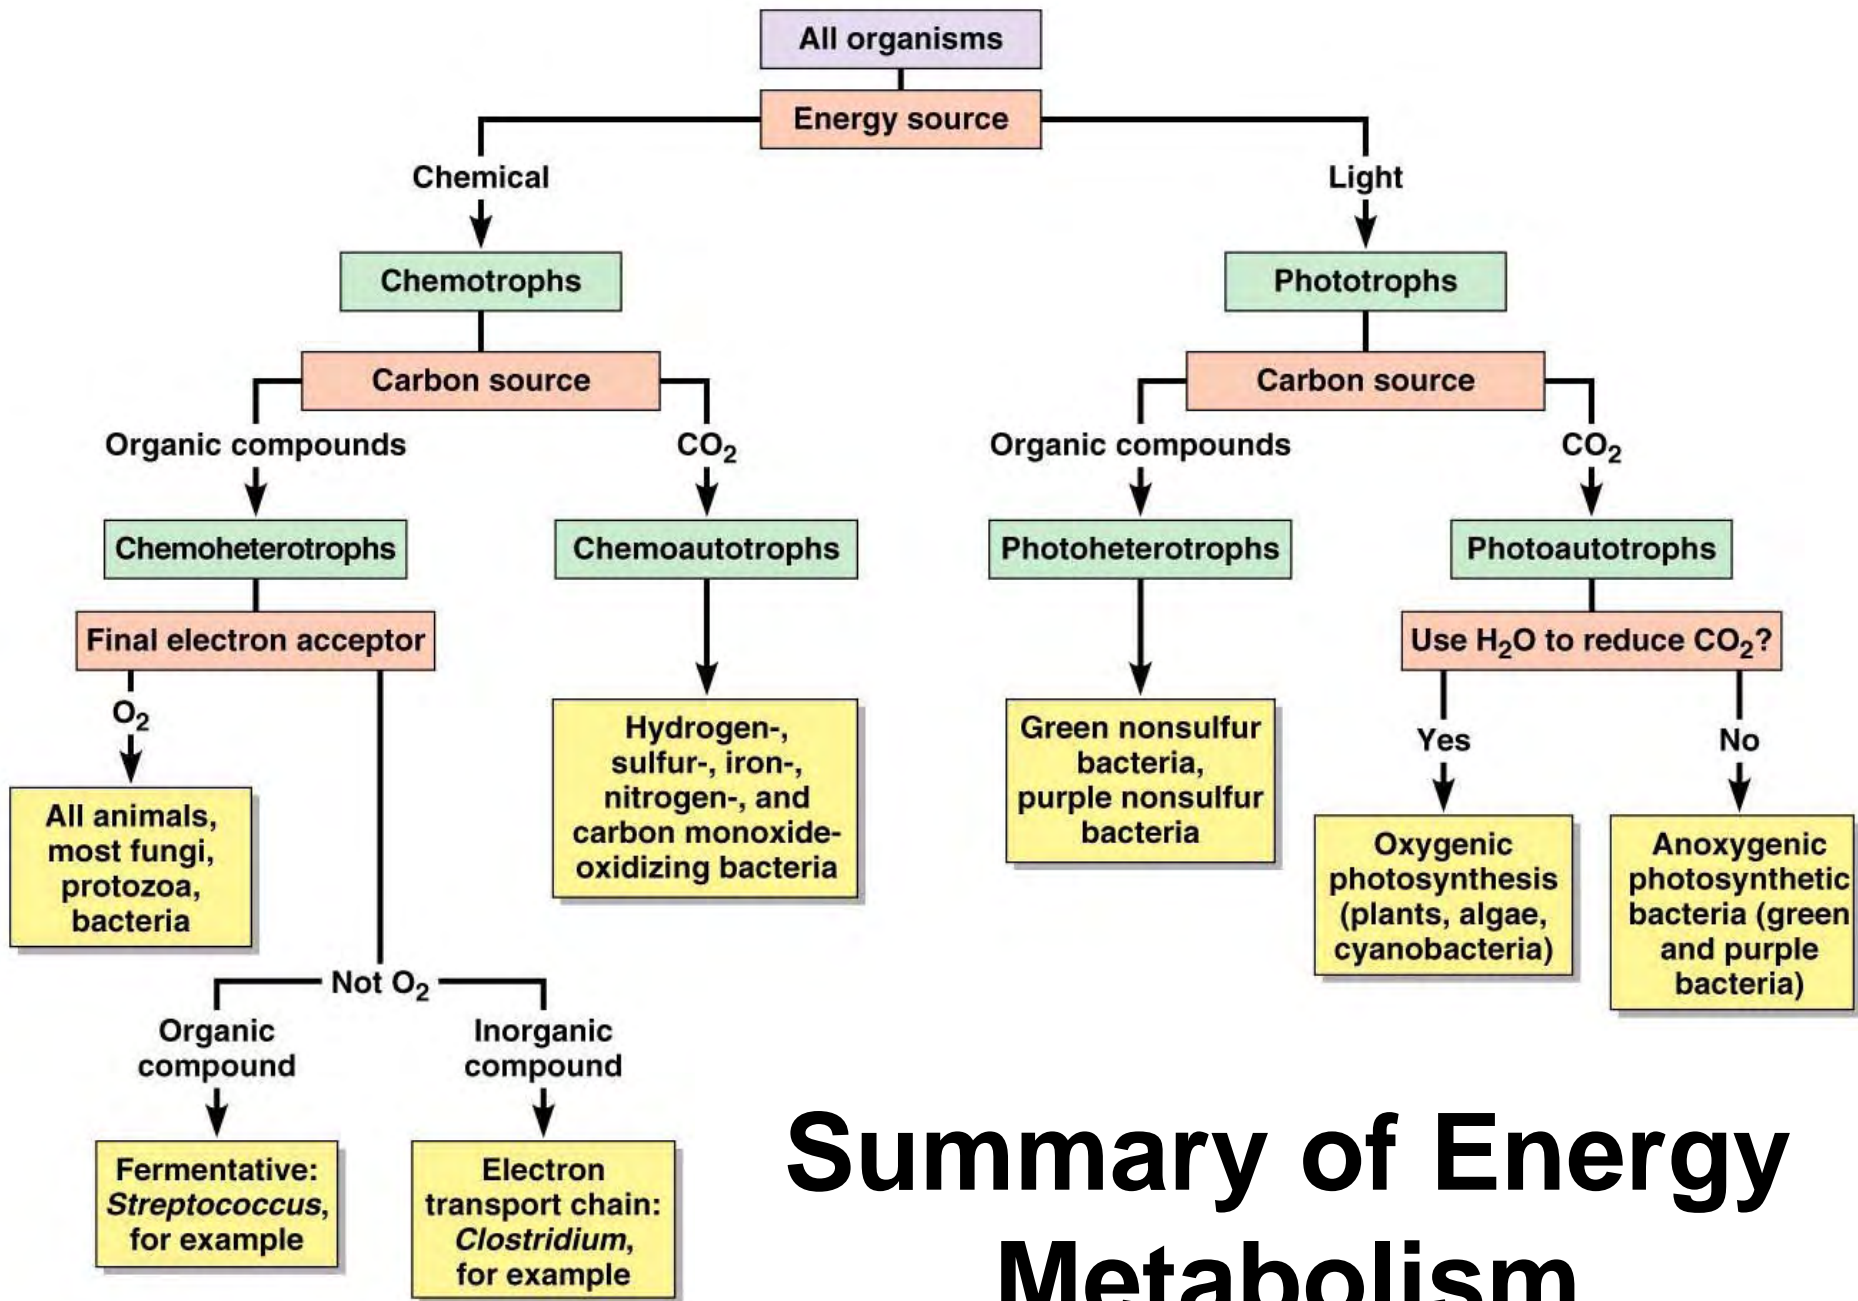 All organisms
Energy source
Chemical
Light
Chemotrophs
Phototrophs
Carbon source
Carbon source
Organic compounds
CO₂
Organic compounds
CO₂
Chemoheterotrophs
Chemoautotrophs
Photoheterotrophs
Photoautotrophs
Final electron acceptor
Use H₂O to reduce CO₂?
O₂
Yes
No
All animals,
most fungi,
protozoa,
bacteria
Hydrogen-,
sulfur-, iron-,
nitrogen-, and
carbon monoxide-
oxidizing bacteria
Green nonsulfur
bacteria,
purple nonsulfur
bacteria
Oxygenic
photosynthesis
(plants, algae,
cyanobacteria)
Anoxygenic
photosynthetic
bacteria (green
and purple
bacteria)
Not O₂
Organic
compound
Inorganic
compound
Fermentative:
Streptococcus,
for example
Electron
transport chain:
Clostridium,
for example
Summary of Energy
Metabolism